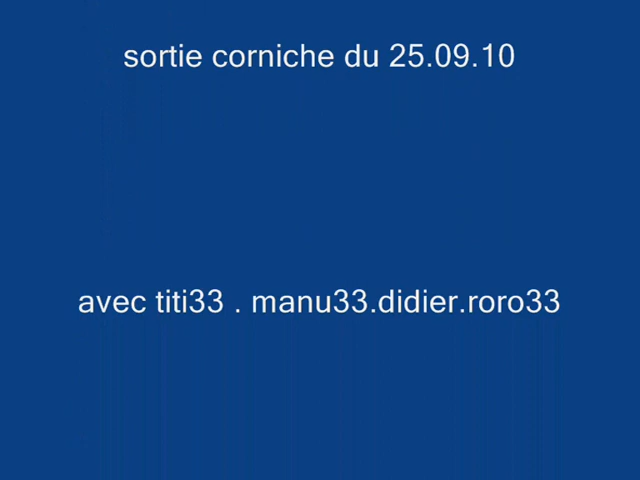 sortie corniche du 25.09.10
avec titi33 . manu33.didier.roro33